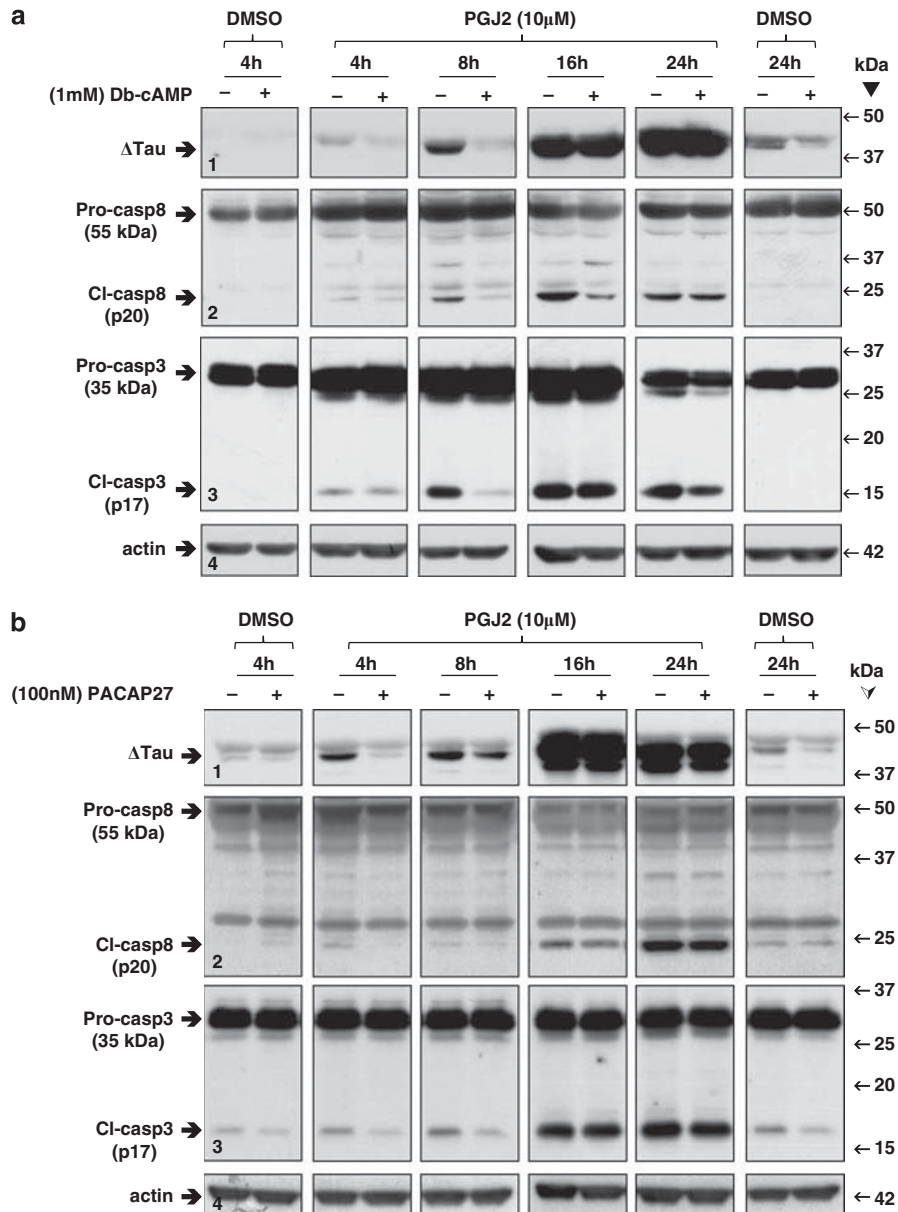 a
DMSO PGJ2 (10μM) DMSO
4h 4h 8h 16h 24h 24h kDa
(1mM) Db-cAMP – + – + – + – + – + – +
ΔTau 1 ← 50
← 37
Pro-casp8 ← 50
(55 kDa)
← 37
Cl-casp8 ← 25
(p20) 2
Pro-casp3 ← 37
(35 kDa) ← 25
← 20
Cl-casp3 ← 15
(p17) 3
actin 4 ← 42
b
DMSO PGJ2 (10μM) DMSO
4h 4h 8h 16h 24h 24h kDa
(100nM) PACAP27 – + – + – + – + – + – +
← 50
ΔTau 1 ← 37
Pro-casp8 ← 50
(55 kDa)
← 37
Cl-casp8 ← 25
(p20) 2
← 37
Pro-casp3
(35 kDa) ← 25
← 20
Cl-casp3
(p17) 3 ← 15
actin 4 ← 42